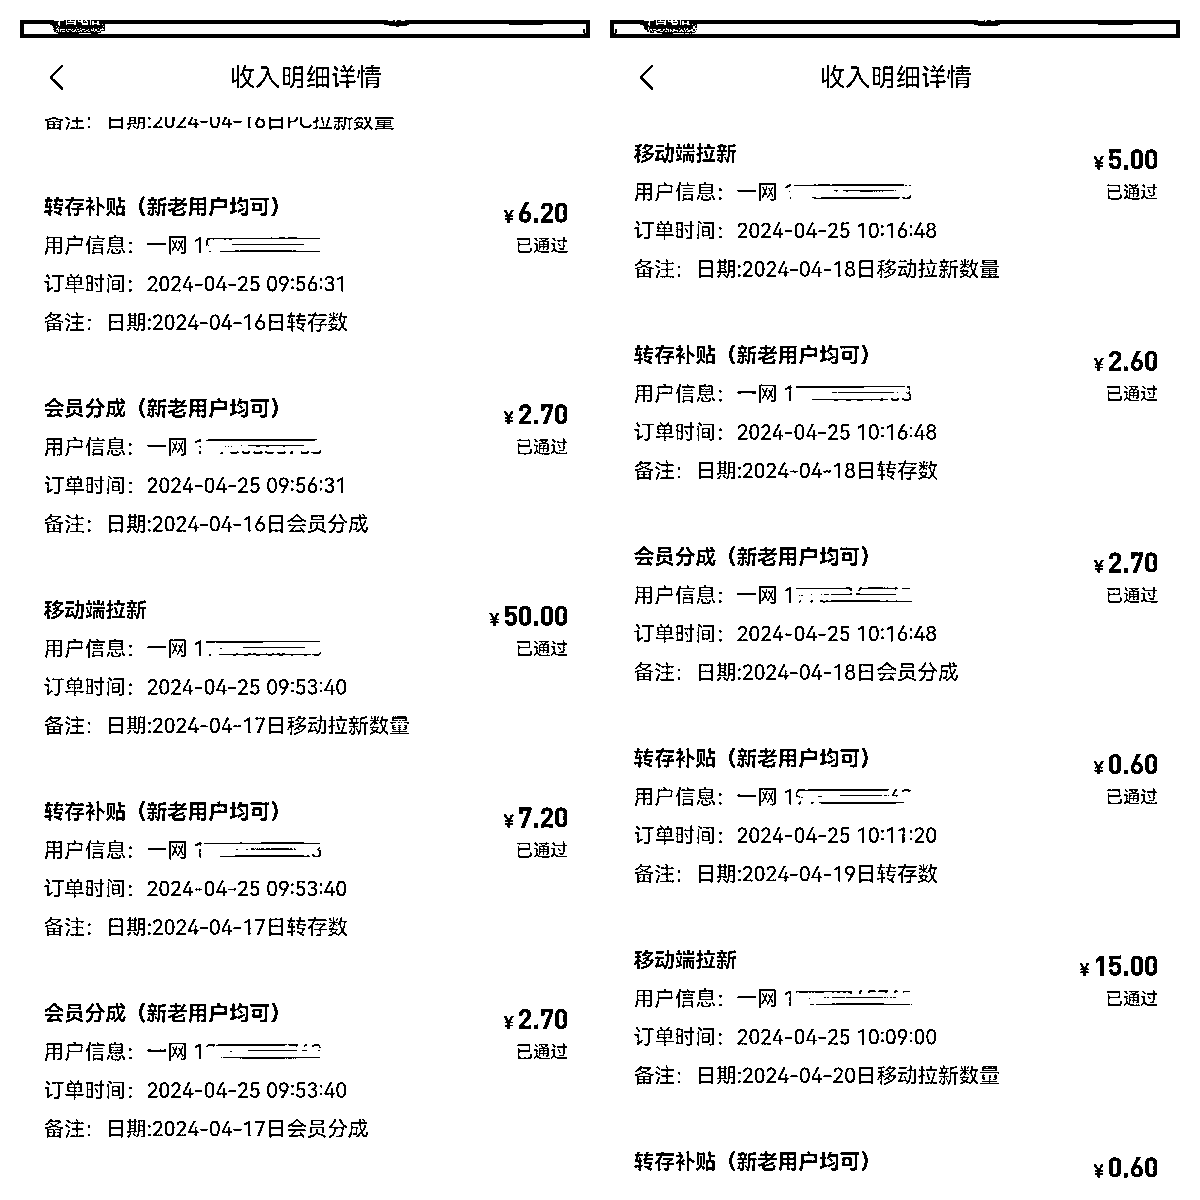 收入明细详情
备注：日期:2024-04-16日PC拉新数量
转存补贴（新老用户均可）
¥6.20
用户信息：一网 1
已通过
订单时间：2024-04-25 09:56:31
备注：日期:2024-04-16日转存数
会员分成（新老用户均可）
¥2.70
用户信息：一网 1
已通过
订单时间：2024-04-25 09:56:31
备注：日期:2024-04-16日会员分成
移动端拉新
¥50.00
用户信息：一网 1
已通过
订单时间：2024-04-25 09:53:40
备注：日期:2024-04-17日移动拉新数量
转存补贴（新老用户均可）
¥7.20
用户信息：一网 1
已通过
订单时间：2024-04-25 09:53:40
备注：日期:2024-04-17日转存数
会员分成（新老用户均可）
¥2.70
用户信息：一网 1
已通过
订单时间：2024-04-25 09:53:40
备注：日期:2024-04-17日会员分成
收入明细详情
移动端拉新
¥5.00
用户信息：一网 1
已通过
订单时间：2024-04-25 10:16:48
备注：日期:2024-04-18日移动拉新数量
转存补贴（新老用户均可）
¥2.60
用户信息：一网 1
已通过
订单时间：2024-04-25 10:16:48
备注：日期:2024-04-18日转存数
会员分成（新老用户均可）
¥2.70
用户信息：一网 1
已通过
订单时间：2024-04-25 10:16:48
备注：日期:2024-04-18日会员分成
转存补贴（新老用户均可）
¥0.60
用户信息：一网 1
已通过
订单时间：2024-04-25 10:11:20
备注：日期:2024-04-19日转存数
移动端拉新
¥15.00
用户信息：一网 1
已通过
订单时间：2024-04-25 10:09:00
备注：日期:2024-04-20日移动拉新数量
转存补贴（新老用户均可）
¥0.60